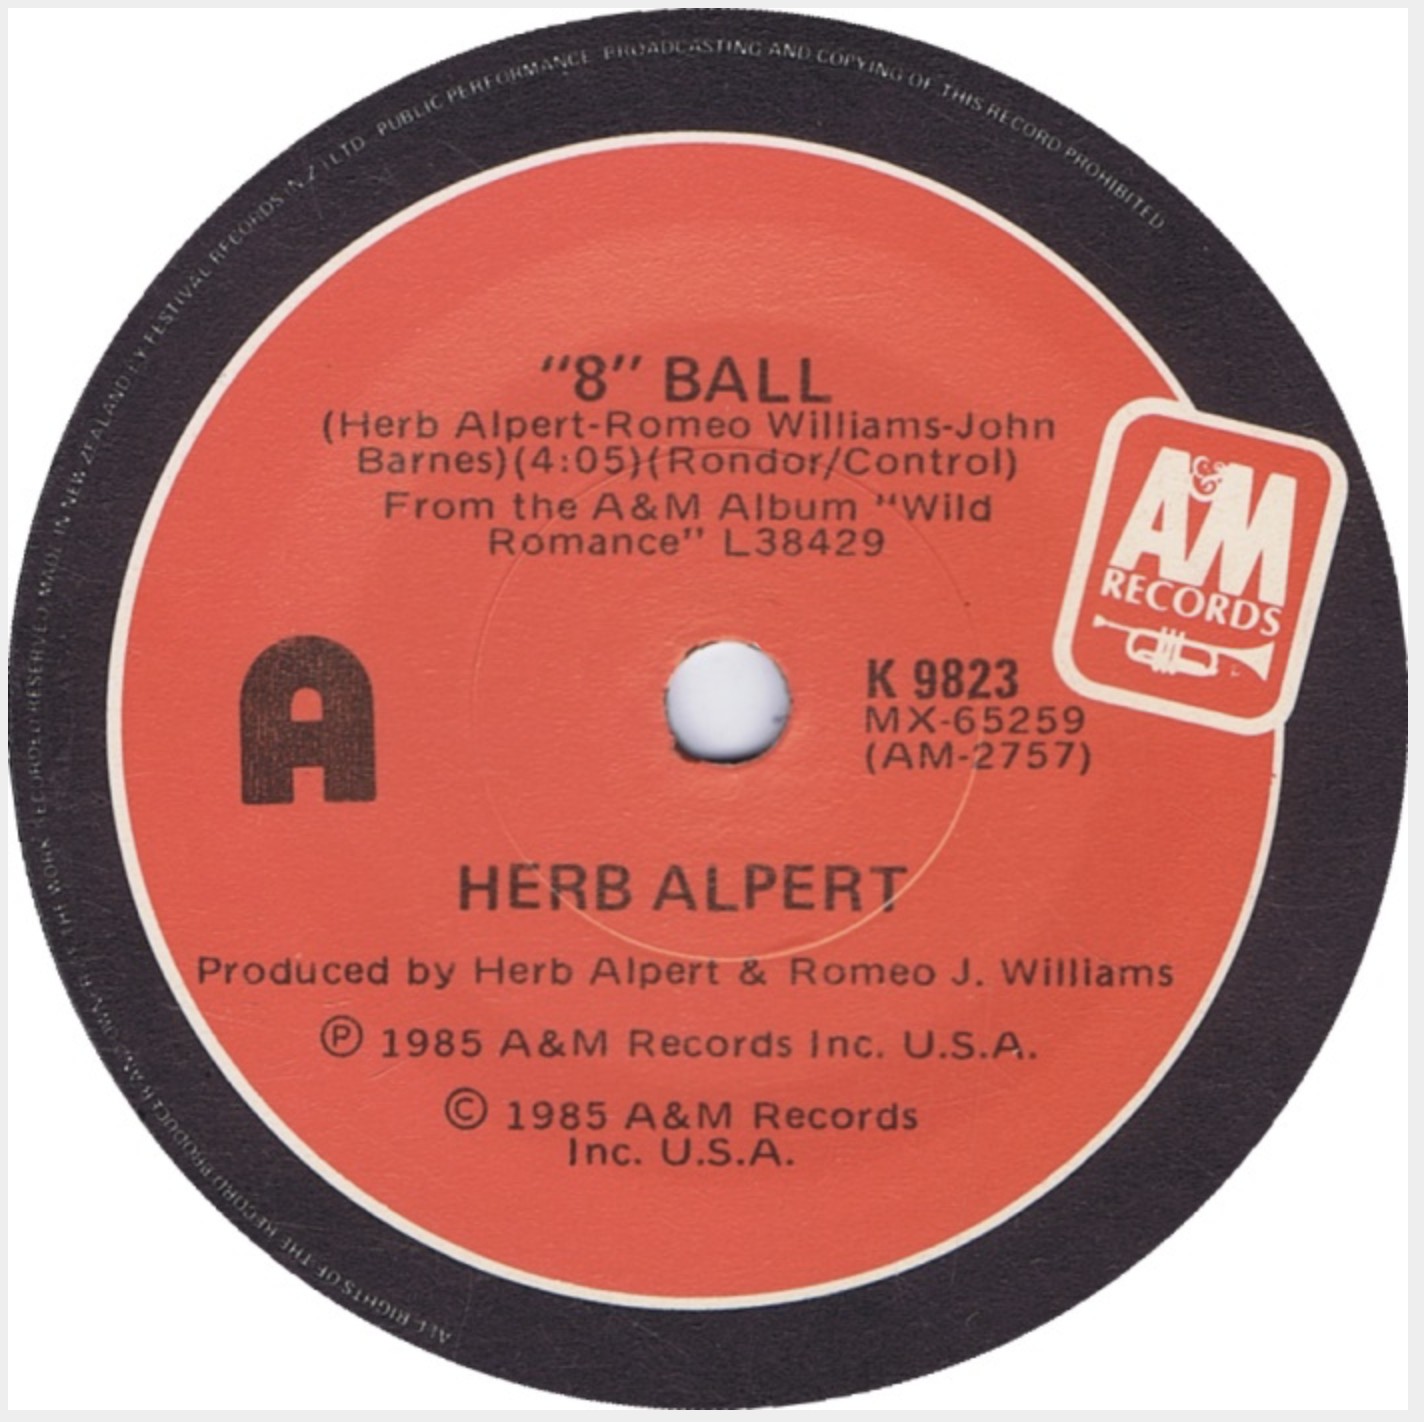 ALL RIGHTS OF THE RECORD PRODUCER AND OWNER OF THE WORK RECORDED RESERVED. MADE IN NEW ZEALAND BY FESTIVAL RECORDS N.Z. LTD PUBLIC PERFORMANCE BROADCASTING AND COPYING OF THIS RECORD PROHIBITED.
"8" BALL
(Herb Alpert-Romeo Williams-John
Barnes)(4:05)(Rondor/Control)
From the A&M Album "Wild
Romance" L38429
A&M
RECORDS
A
K 9823
MX-65259
(AM-2757)
HERB ALPERT
Produced by Herb Alpert & Romeo J. Williams
Ⓟ 1985 A&M Records Inc. U.S.A.
© 1985 A&M Records
Inc. U.S.A.